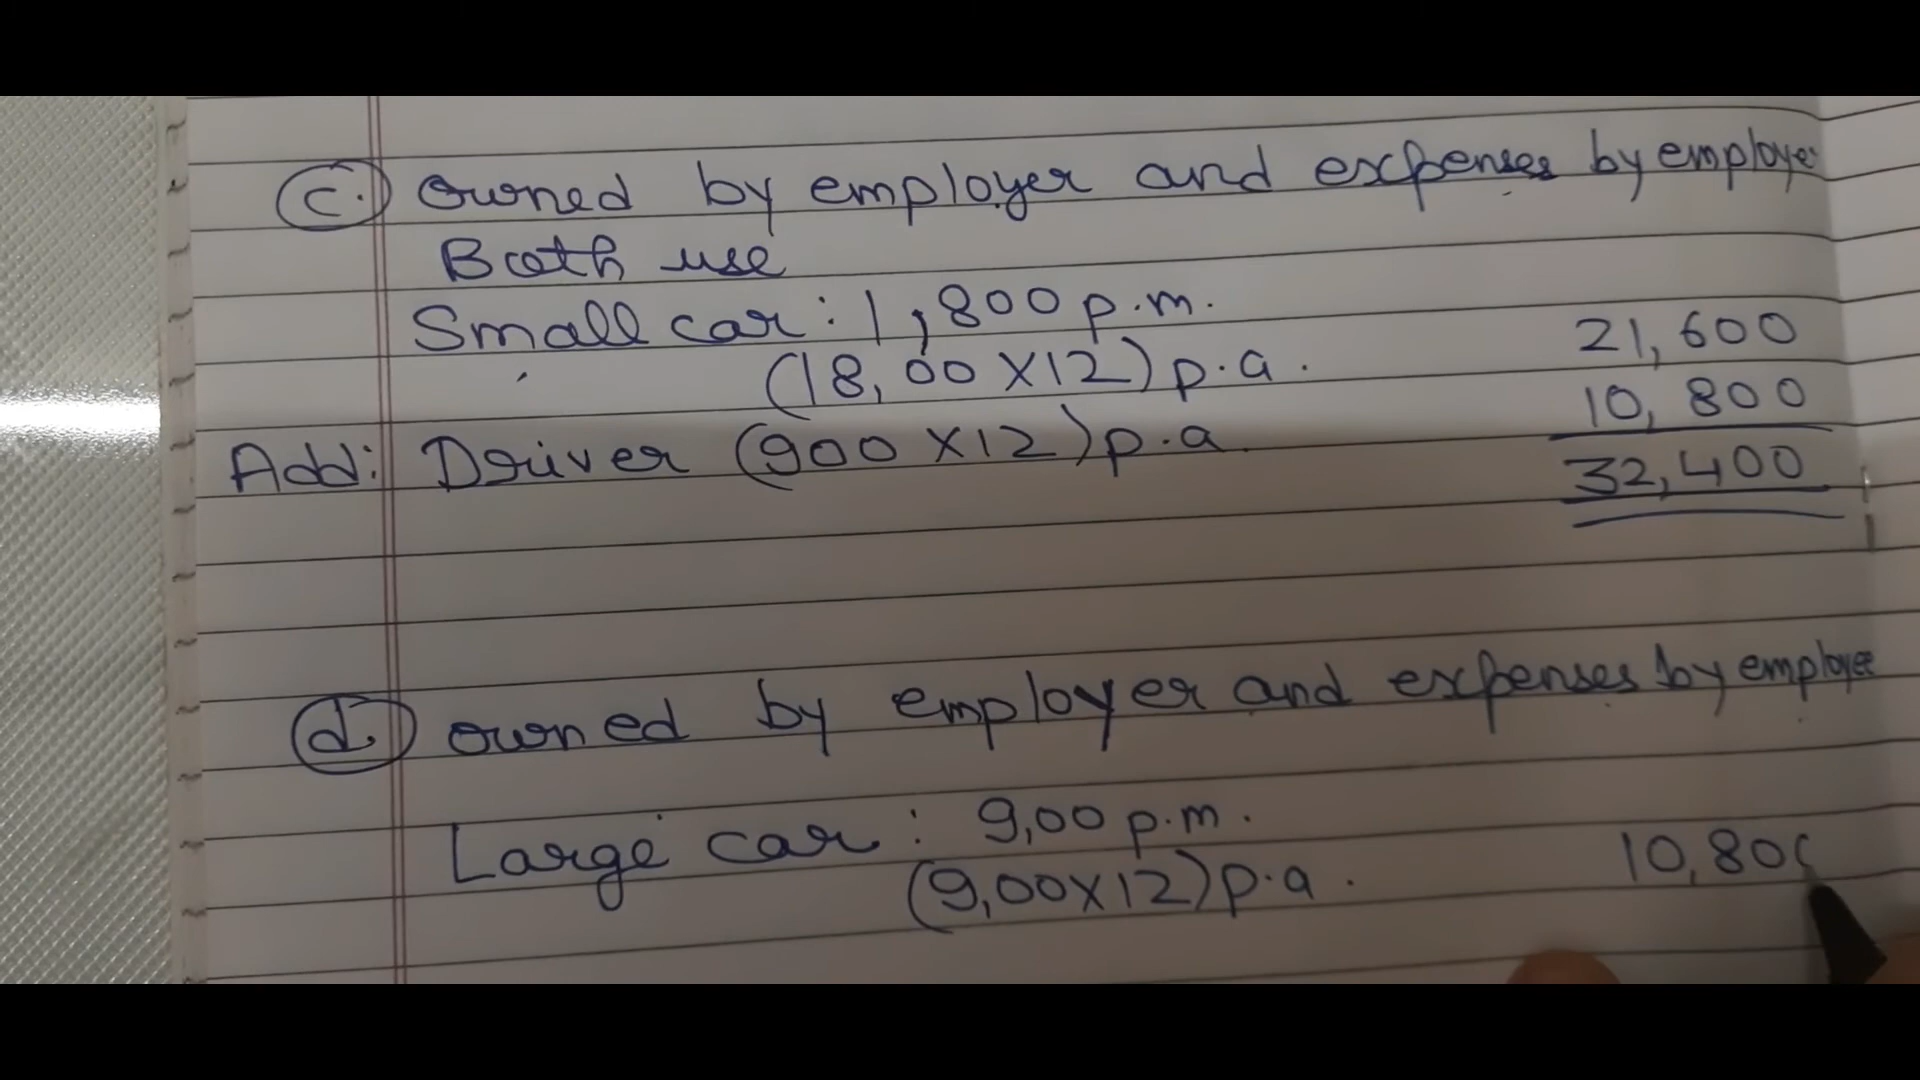 c. owned by employer and expenses by employer
Both use
Small car : 1,800 p.m.
(18,00 X 12) p.a. 21,600
Add: Driver (900 X 12) p.a. 10,800
32,400
d. owned by employer and expenses by employee
Large car : 9,00 p.m.
(9,00 X 12) p.a. 10,800